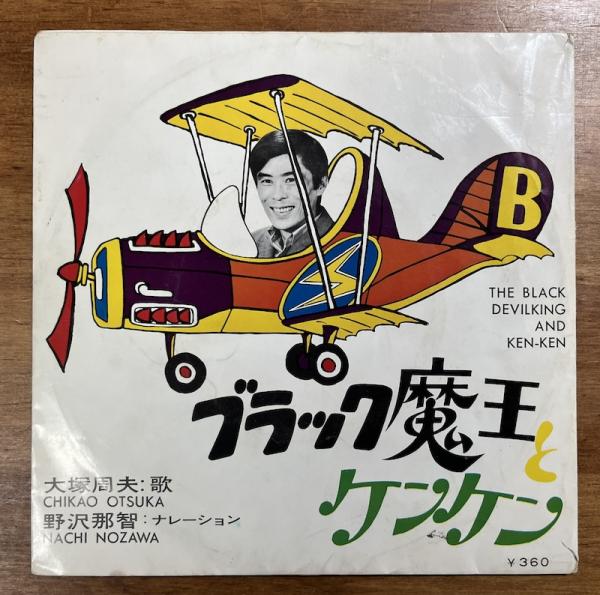 B
THE BLACK
DEVILKING
AND
KEN-KEN
ブラック魔王と
ケンケン
大塚周夫:歌
CHIKAO OTSUKA
野沢那智:ナレーション
NACHI NOZAWA
￥360